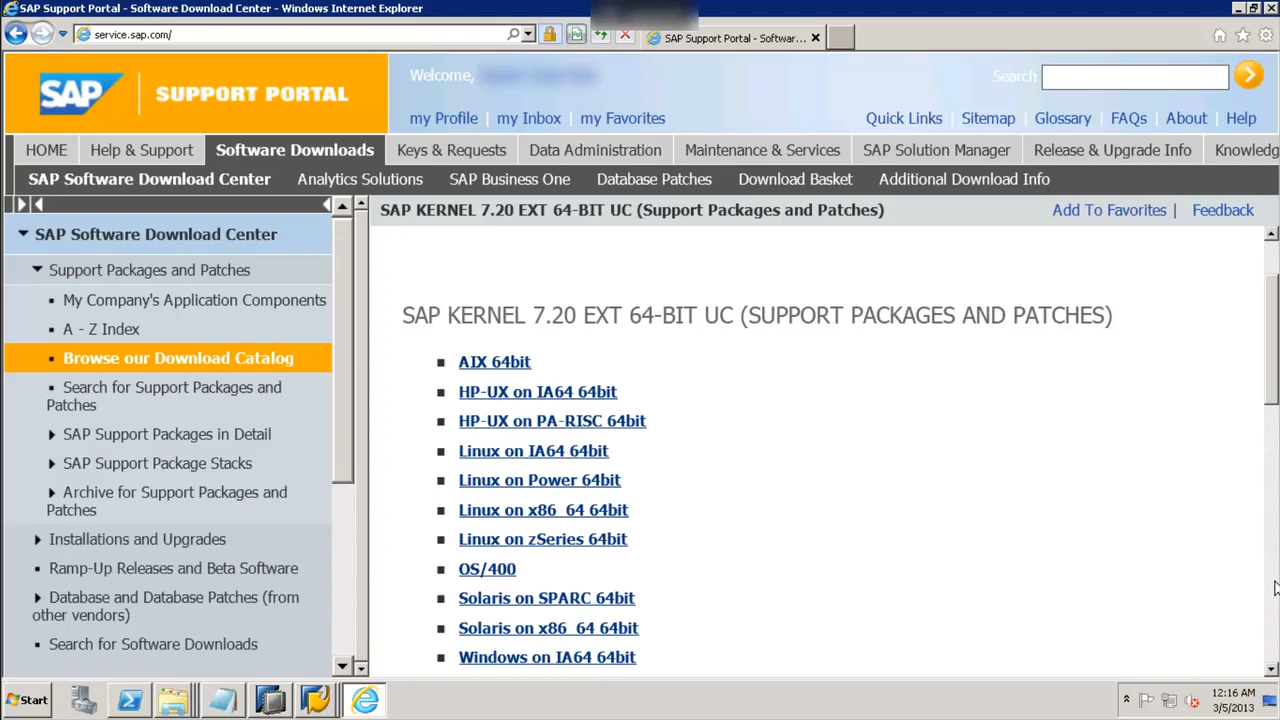 SAP Support Portal - Software Download Center - Windows Internet Explorer
service.sap.com/
SAP Support Portal - Softwar...
SAP
SUPPORT PORTAL
Welcome,
Search
my Profile | my Inbox | my Favorites
Quick Links | Sitemap | Glossary | FAQs | About | Help
HOME | Help & Support | Software Downloads | Keys & Requests | Data Administration | Maintenance & Services | SAP Solution Manager | Release & Upgrade Info | Knowledg
SAP Software Download Center Analytics Solutions SAP Business One Database Patches Download Basket Additional Download Info
SAP KERNEL 7.20 EXT 64-BIT UC (Support Packages and Patches)
Add To Favorites | Feedback
SAP Software Download Center
Support Packages and Patches
My Company's Application Components
A - Z Index
Browse our Download Catalog
Search for Support Packages and
Patches
SAP Support Packages in Detail
SAP Support Package Stacks
Archive for Support Packages and
Patches
Installations and Upgrades
Ramp-Up Releases and Beta Software
Database and Database Patches (from
other vendors)
Search for Software Downloads
SAP KERNEL 7.20 EXT 64-BIT UC (SUPPORT PACKAGES AND PATCHES)
AIX 64bit
HP-UX on IA64 64bit
HP-UX on PA-RISC 64bit
Linux on IA64 64bit
Linux on Power 64bit
Linux on x86_64 64bit
Linux on zSeries 64bit
OS/400
Solaris on SPARC 64bit
Solaris on x86_64 64bit
Windows on IA64 64bit
Start
12:16 AM
3/5/2013